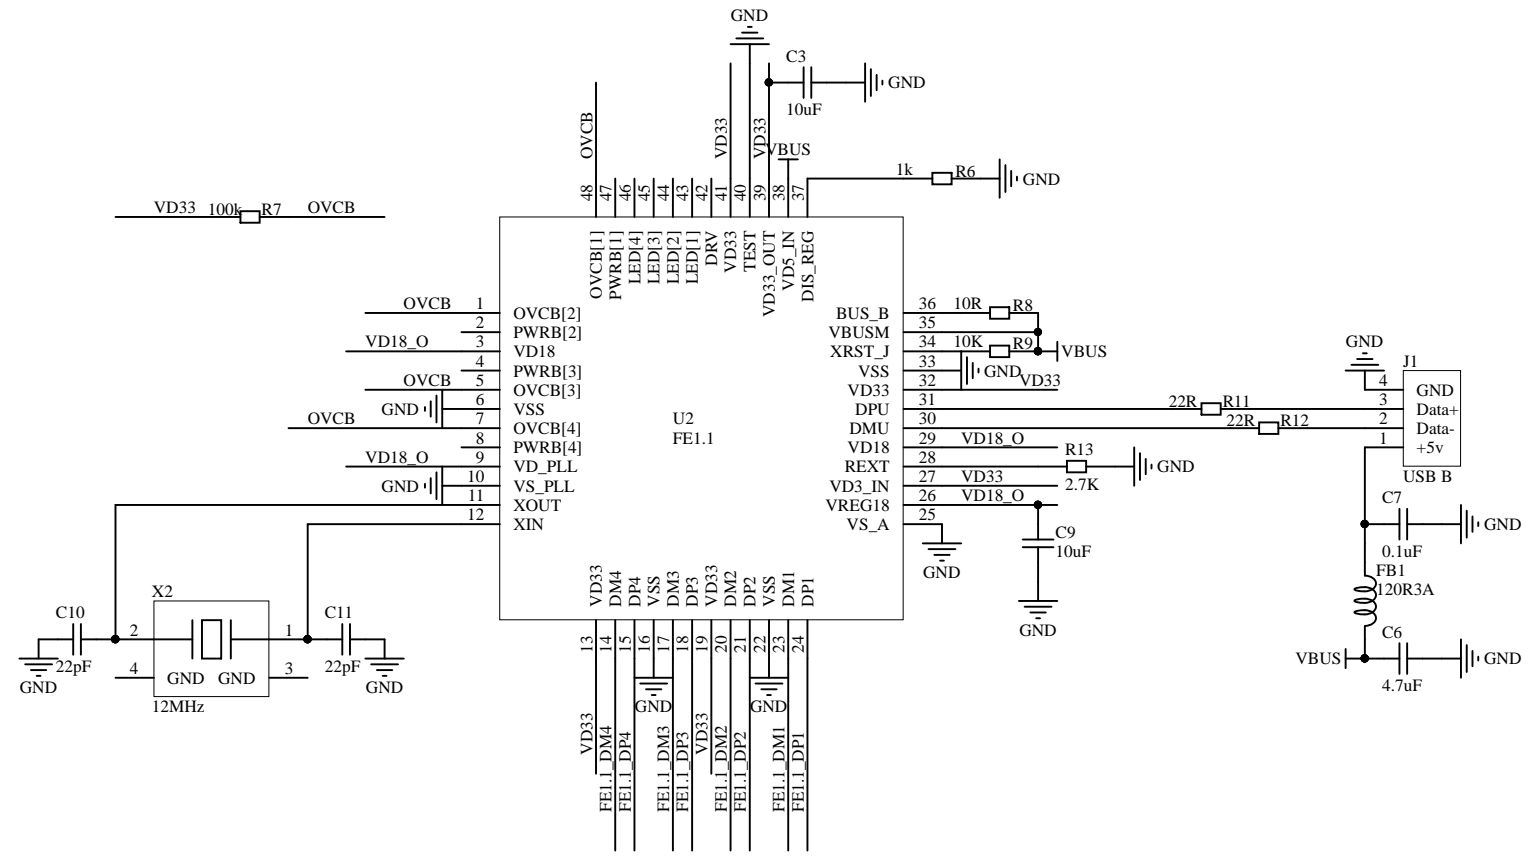 GND
C3
10uF
GND
OVCB
VD33
VD33
VBUS
1k
R6
GND
48
47
46
45
44
43
42
41
40
39
38
37
VD33
100k
R7
OVCB
OVCB[1]
PWRB[1]
LED[4]
LED[3]
LED[2]
LED[1]
DRV
VD33
TEST
VD33_OUT
VD5_IN
DIS_REG
OVCB
1
OVCB[2]
2
PWRB[2]
VD18_O
3
VD18
4
PWRB[3]
OVCB
5
OVCB[3]
GND
6
VSS
OVCB
7
OVCB[4]
8
PWRB[4]
VD18_O
9
VD_PLL
GND
10
VS_PLL
11
XOUT
12
XIN
U2
FE1.1
BUS_B
36
10R
R8
VBUSM
35
XRST_J
34
10K
R9
VBUS
VSS
33
GND
VD33
32
VD33
DPU
31
22R
R11
DMU
30
22R
R12
VD18
29
VD18_O
REXT
28
R13
2.7K
GND
VD3_IN
27
VD33
VREG18
26
VD18_O
VS_A
25
GND
C9
10uF
GND
GND
J1
4
GND
3
Data+
2
Data-
1
+5v
USB B
C7
0.1uF
GND
FB1
120R3A
VBUS
C6
4.7uF
GND
X2
C10
22pF
GND
2
1
4
GND
GND
3
12MHz
C11
22pF
GND
VD33
DM4
DP4
VSS
DM3
DP3
VD33
DM2
DP2
VSS
DM1
DP1
13
14
15
16
17
18
19
20
21
22
23
24
GND
GND
VD33
FE1.1_DM4
FE1.1_DP4
FE1.1_DM3
FE1.1_DP3
VD33
FE1.1_DM2
FE1.1_DP2
FE1.1_DM1
FE1.1_DP1